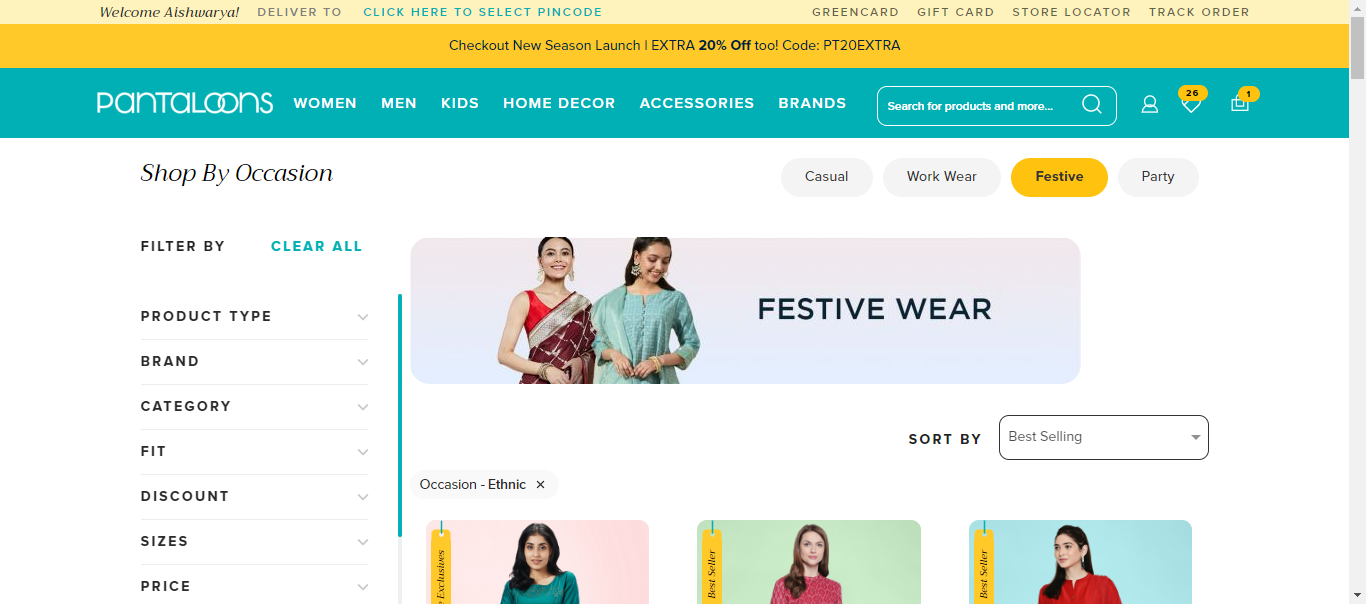 Welcome Aishwarya! DELIVER TO CLICK HERE TO SELECT PINCODE GREENCARD GIFT CARD STORE LOCATOR TRACK ORDER
Checkout New Season Launch | EXTRA 20% Off too! Code: PT20EXTRA
PANTALOONS WOMEN MEN KIDS HOME DECOR ACCESSORIES BRANDS Search for products and more... 26 1
Shop By Occasion Casual Work Wear Festive Party
FILTER BY CLEAR ALL
FESTIVE WEAR
PRODUCT TYPE
BRAND
CATEGORY
FIT
DISCOUNT
SIZES
PRICE
SORT BY Best Selling
Occasion - Ethnic ✕
Exclusives
Best Seller
Best Seller